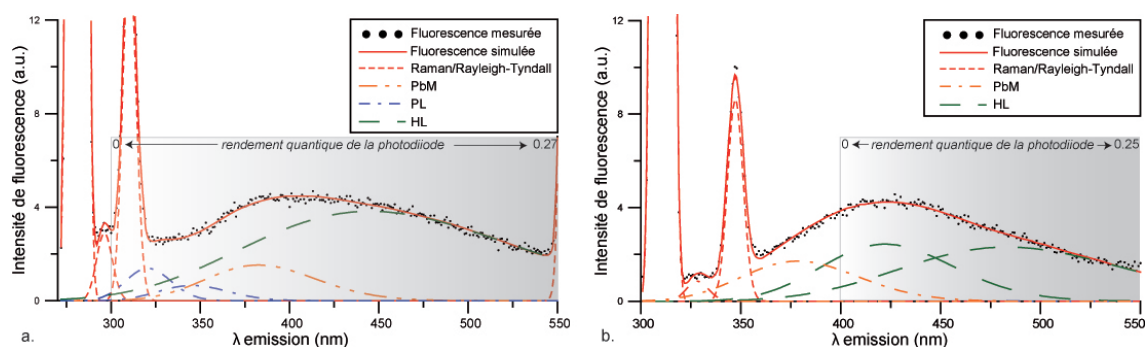 12
8
4
0
Intensité de fluorescence (a.u.)
Fluorescence mesurée
Fluorescence simulée
Raman/Rayleigh-Tyndall
PbM
PL
HL
0 rendement quantique de la photodiiode 0.27
300 350 400 450 500 550
λ emission (nm)
a.
12
8
4
0
Intensité de fluorescence (a.u.)
Fluorescence mesurée
Fluorescence simulée
Raman/Rayleigh-Tyndall
PbM
HL
0 rendement quantique de la photodiiode 0.25
300 350 400 450 500 550
λ emission (nm)
b.